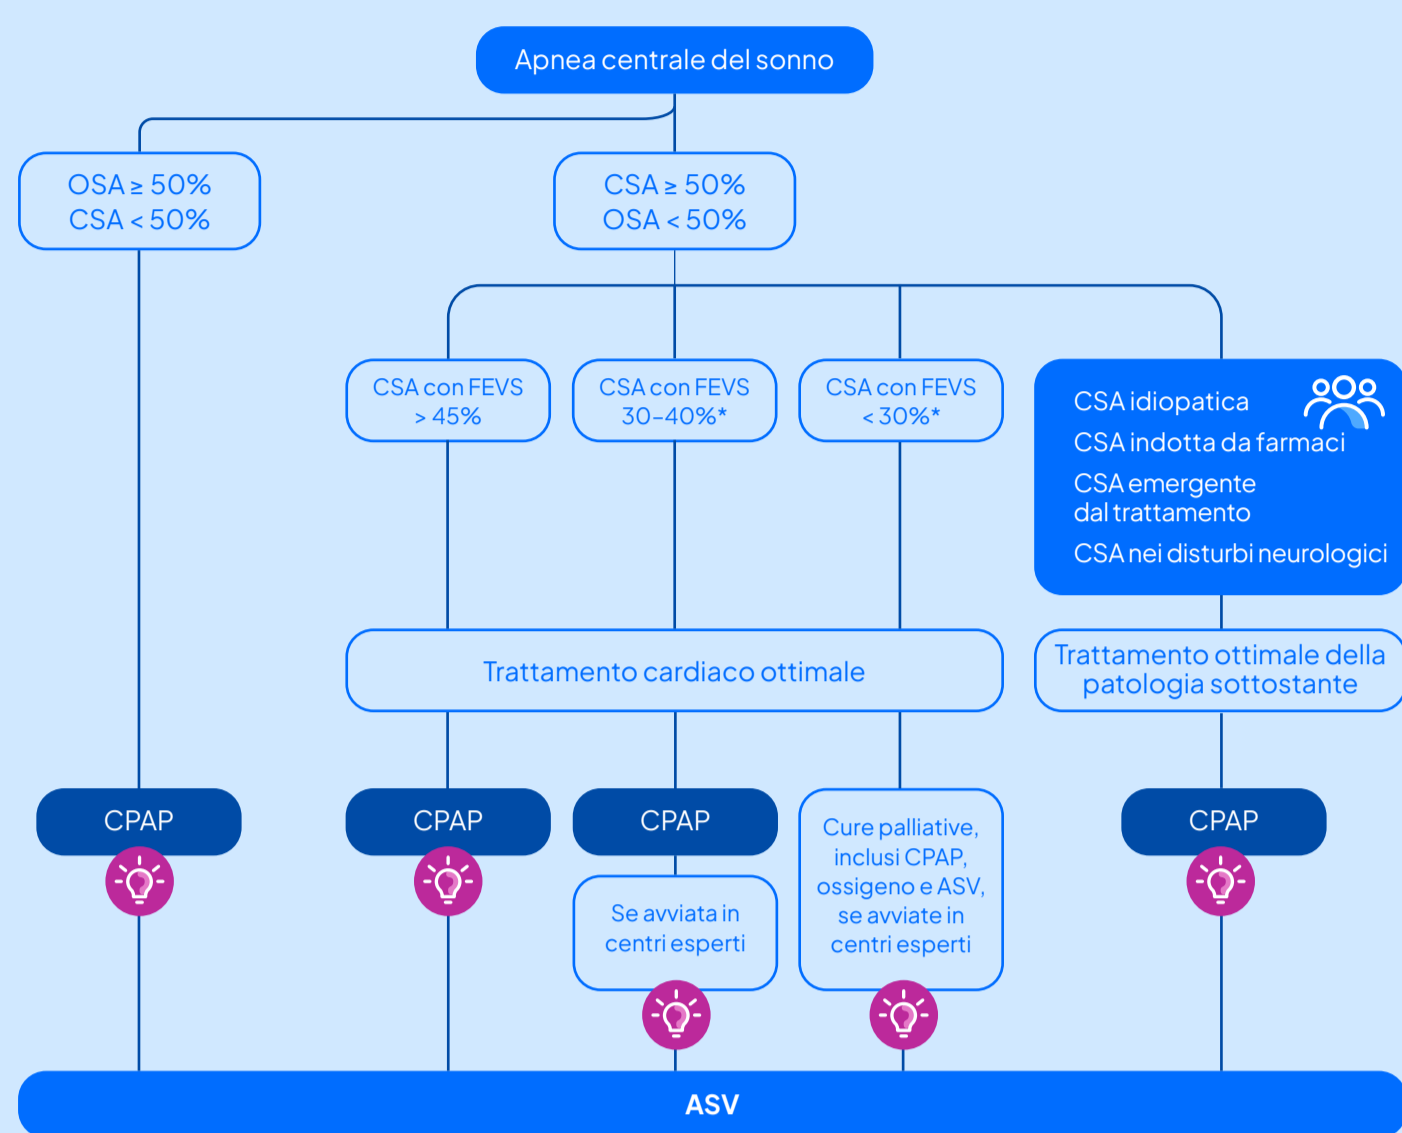 Apnea centrale del sonno
OSA ≥ 50%
CSA < 50%
CSA ≥ 50%
OSA < 50%
CSA con FEVS
> 45%
CSA con FEVS
30–40%*
CSA con FEVS
< 30%*
CSA idiopatica
CSA indotta da farmaci
CSA emergente
dal trattamento
CSA nei disturbi neurologici
Trattamento cardiaco ottimale
Trattamento ottimale della
patologia sottostante
CPAP
CPAP
CPAP
Se avviata in
centri esperti
Cure palliative,
inclusi CPAP,
ossigeno e ASV,
se avviate in
centri esperti
CPAP
ASV